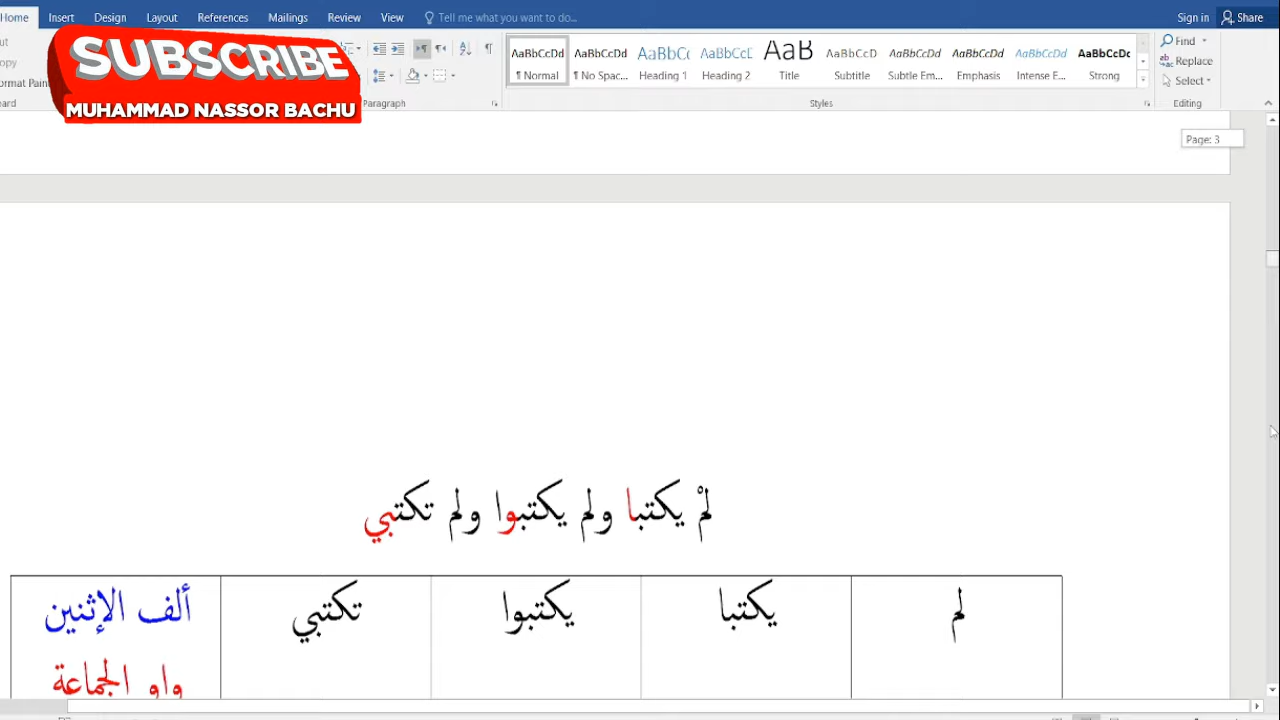 Home Insert Design Layout References Mailings Review View Tell me what you want to do... Sign in Share
SUBSCRIBE
MUHAMMAD NASSOR BACHU
AaBbCcDd AaBbCcDd AaBbCc AaBbCcD AaB AaBbCcD AaBbCcDd AaBbCcDd AaBbCcDd AaBbCcDc
¶ Normal ¶ No Spac... Heading 1 Heading 2 Title Subtitle Subtle Em... Emphasis Intense E... Strong
Find
Replace
Select
Paragraph Styles Editing
Page: 3
لمْ يكتبا ولم يكتبوا ولم تكتبي
لم يكتبا يكتبوا تكتبي ألف الإثنين
واو الجماعة